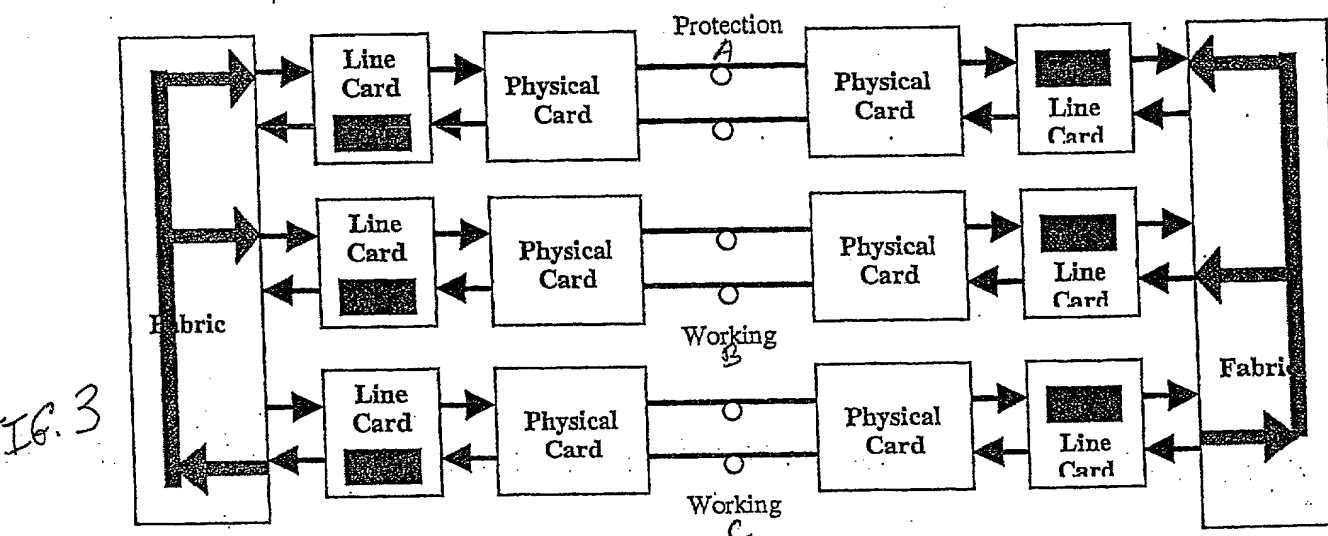 Protection
A
Line
Card
Physical
Card
Physical
Card
Line
Card
Line
Card
Physical
Card
Physical
Card
Line
Card
Fabric
Working
B
Fabric
Line
Card
Physical
Card
Physical
Card
Line
Card
IG. 3
Working
C